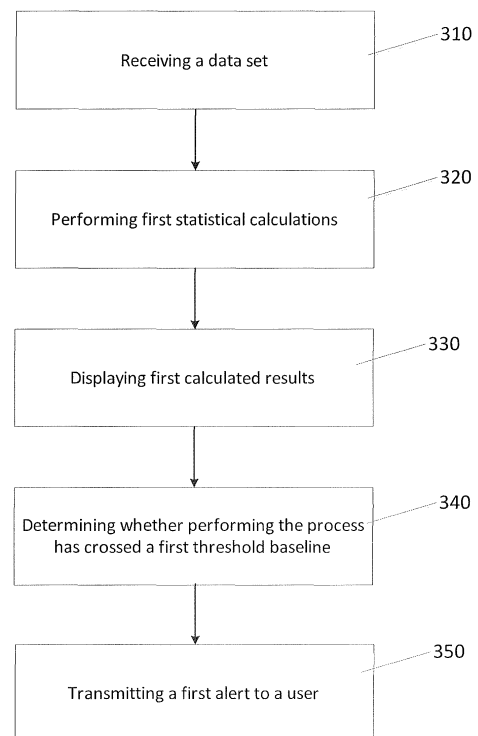 310
Receiving a data set
320
Performing first statistical calculations
330
Displaying first calculated results
340
Determining whether performing the process
has crossed a first threshold baseline
350
Transmitting a first alert to a user